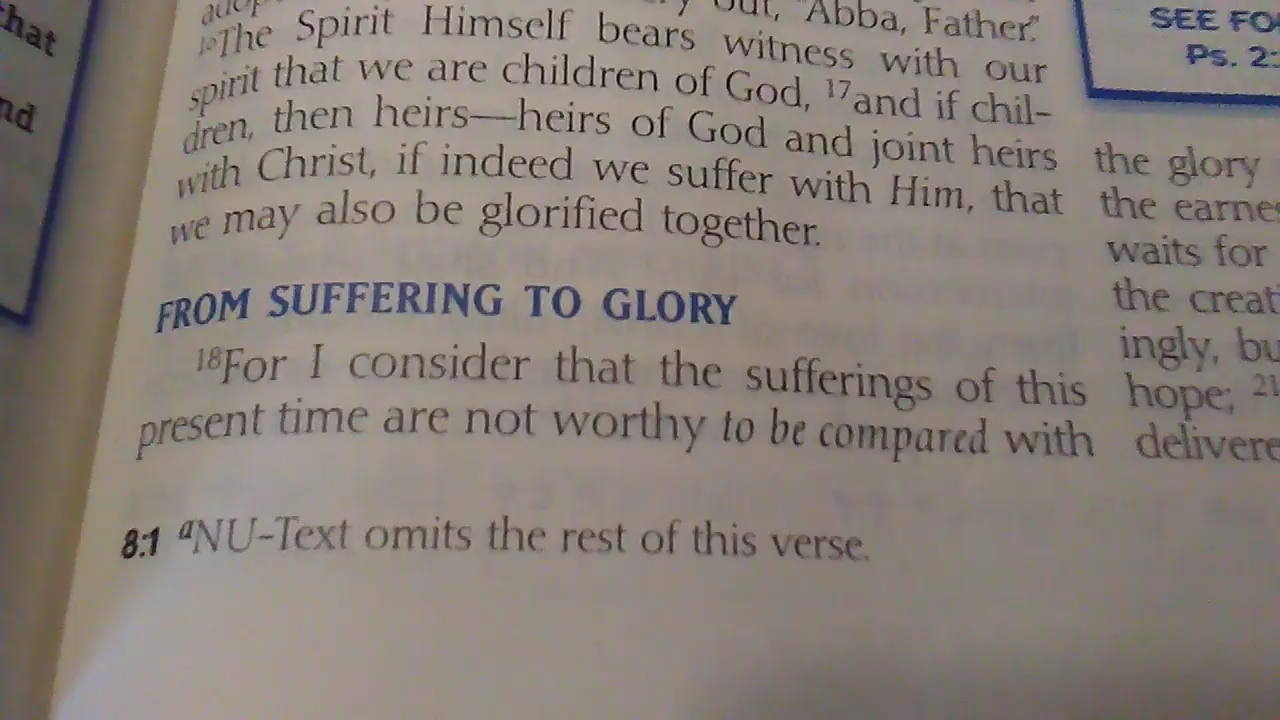 hat
nd
out, "Abba, Father."
16The Spirit Himself bears witness with our
spirit that we are children of God, 17and if chil-
dren, then heirs—heirs of God and joint heirs
with Christ, if indeed we suffer with Him, that
we may also be glorified together.
FROM SUFFERING TO GLORY
18For I consider that the sufferings of this
present time are not worthy to be compared with
8:1 aNU-Text omits the rest of this verse.
SEE FO
Ps. 2:
the glory
the earnes
waits for
the creat
ingly, bu
hope; 21
delivere